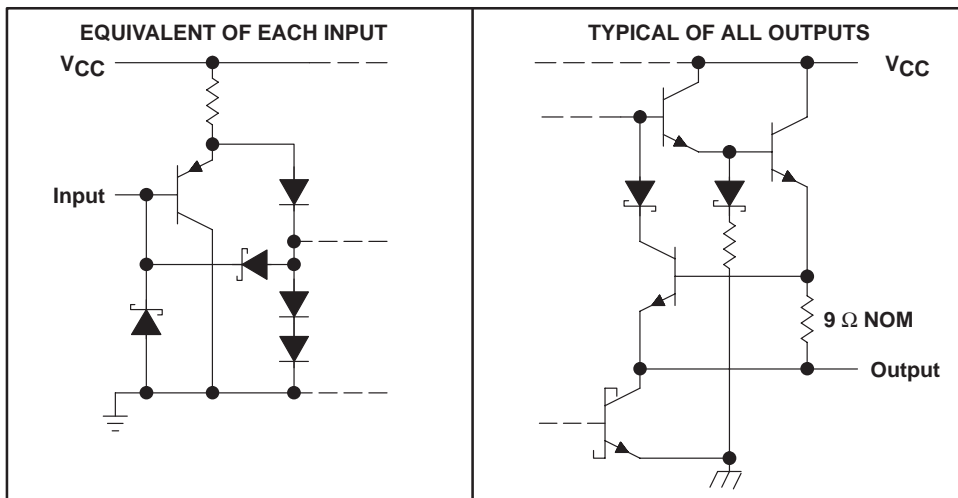 EQUIVALENT OF EACH INPUT
VCC
Input
TYPICAL OF ALL OUTPUTS
VCC
9 Ω NOM
Output